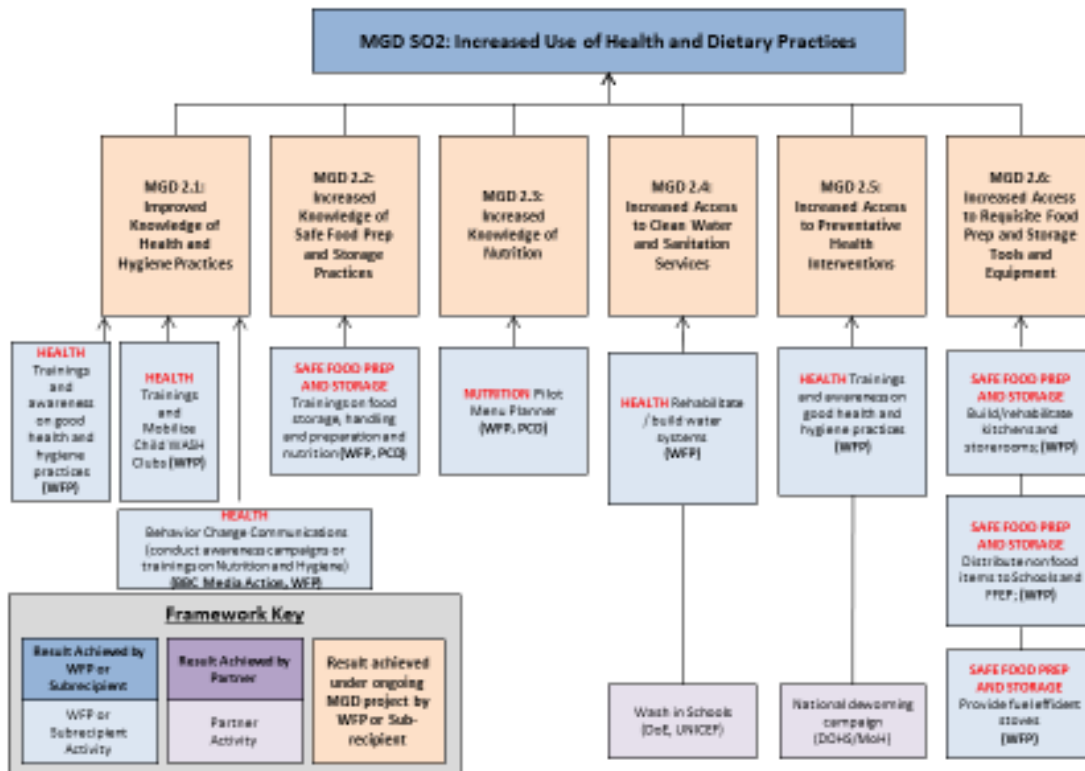 MGD SO2: Increased Use of Health and Dietary Practices
MGD 2.1:
Improved
Knowledge of
Health and
Hygiene Practices
MGD 2.2:
Increased
Knowledge of
Safe Food Prep
and Storage
Practices
MGD 2.3:
Increased
Knowledge of
Nutrition
MGD 2.4:
Increased Access
to Clean Water
and Sanitation
Services
MGD 2.5:
Increased Access
to Preventative
Health
Interventions
MGD 2.6:
Increased Access
to Requisite Food
Prep and Storage
Tools and
Equipment
HEALTH
Trainings
and
awareness
on good
health and
hygiene
practices
(WFP)
HEALTH
Trainings
and
Mobilize
Child WASH
Clubs (WFP)
HEALTH
Behavior Change Communications
(conduct awareness campaigns or
trainings on Nutrition and Hygiene)
(BBC Media Action, WFP)
SAFE FOOD PREP
AND STORAGE
Trainings on food
storage, handling
and preparation and
nutrition (WFP, PCD)
NUTRITION Pilot
Menu Planner
(WFP, PCD)
HEALTH Rehabilitate
/ build water
systems
(WFP)
HEALTH Trainings
and awareness on
good health and
hygiene practices
(WFP)
SAFE FOOD PREP
AND STORAGE
Build/rehabilitate
kitchens and
storerooms; (WFP)
SAFE FOOD PREP
AND STORAGE
Distribute non food
items to Schools and
FFEP; (WFP)
SAFE FOOD PREP
AND STORAGE
Provide fuel efficient
stoves
(WFP)
Wash in Schools
(DoE, UNICEF)
National deworming
campaign
(DOHS/MoH)
Framework Key
Result Achieved by
WFP or
Subrecipient
WFP or
Subrecipient
Activity
Result Achieved by
Partner
Partner
Activity
Result achieved
under ongoing
MGD project by
WFP or Sub-
recipient